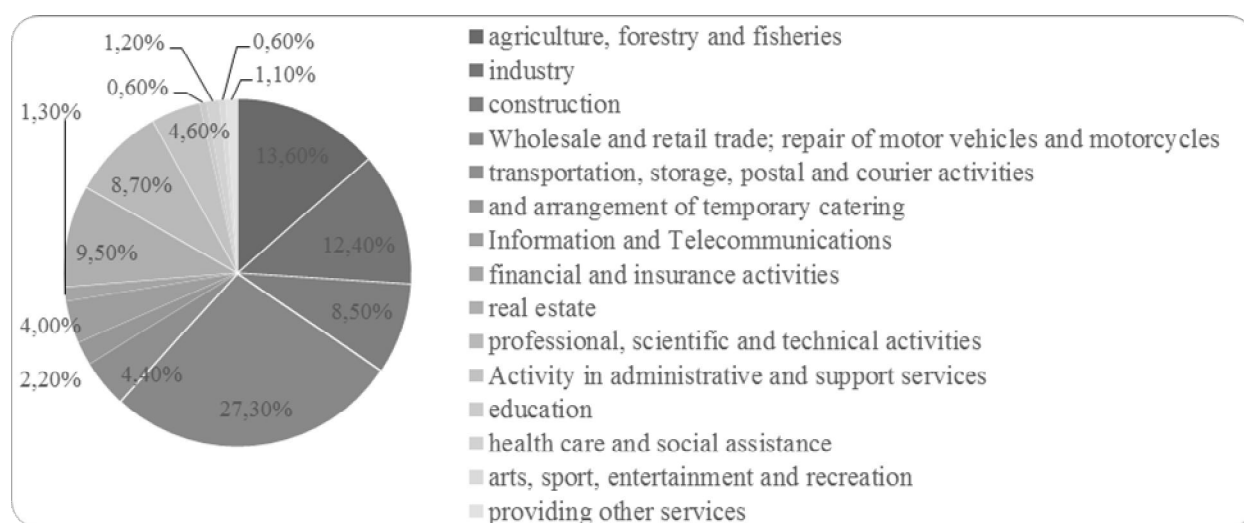 1,20%
0,60%
0,60%
1,10%
1,30%
4,60%
13,60%
8,70%
12,40%
9,50%
8,50%
4,00%
2,20%
4,40%
27,30%
agriculture, forestry and fisheries
industry
construction
Wholesale and retail trade; repair of motor vehicles and motorcycles
transportation, storage, postal and courier activities
and arrangement of temporary catering
Information and Telecommunications
financial and insurance activities
real estate
professional, scientific and technical activities
Activity in administrative and support services
education
health care and social assistance
arts, sport, entertainment and recreation
providing other services